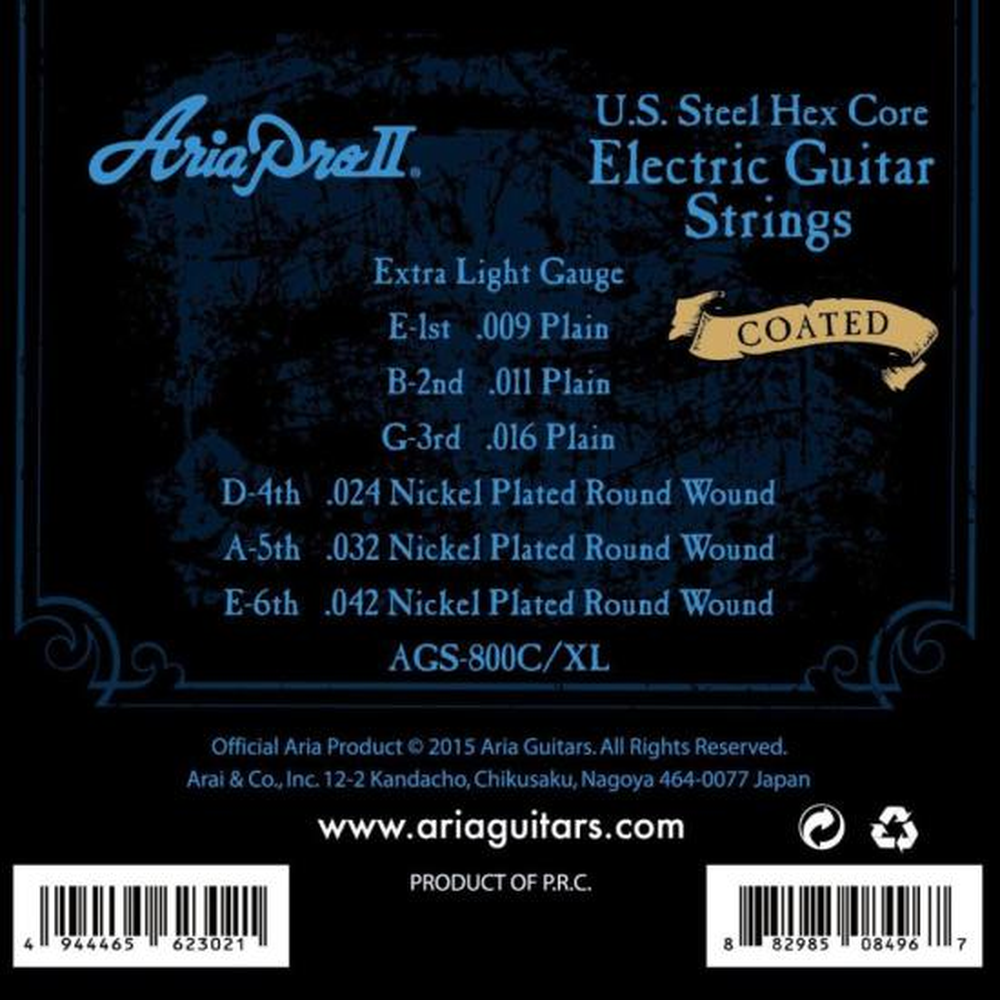 Aria Pro II®
U.S. Steel Hex Core
Electric Guitar
Strings
Extra Light Gauge
COATED
E-1st .009 Plain
B-2nd .011 Plain
G-3rd .016 Plain
D-4th .024 Nickel Plated Round Wound
A-5th .032 Nickel Plated Round Wound
E-6th .042 Nickel Plated Round Wound
AGS-800C/XL
Official Aria Product © 2015 Aria Guitars. All Rights Reserved.
Arai & Co., Inc. 12-2 Kandacho, Chikusaku, Nagoya 464-0077 Japan
www.ariaguitars.com
PRODUCT OF P.R.C.
4 944465 623021
8 82985 08496 7